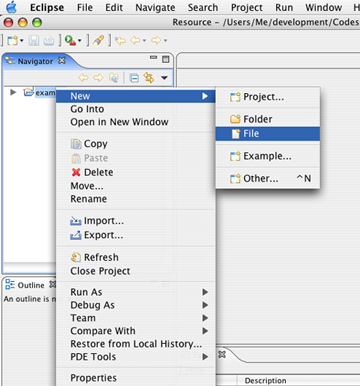 Eclipse File Edit Navigate Search Project Run Window
Resource - /Users/Me/development/Codes
Navigator
exam
New
Go Into
Open in New Window
Copy
Paste
Delete
Move...
Rename
Import...
Export...
Refresh
Close Project
Run As
Debug As
Team
Compare With
Restore from Local History...
PDE Tools
Properties
Project...
Folder
File
Example...
Other... ^N
Outline
An outline is n